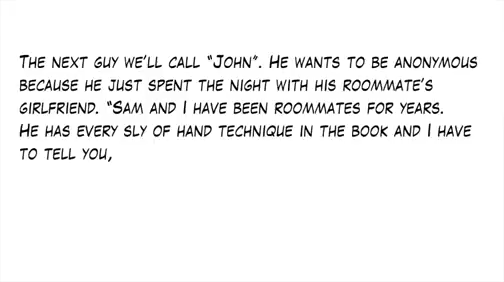 The next guy we'll call "John". He wants to be anonymous
because he just spent the night with his roommate's
girlfriend. "Sam and I have been roommates for years.
He has every sly of hand technique in the book and I have
to tell you,